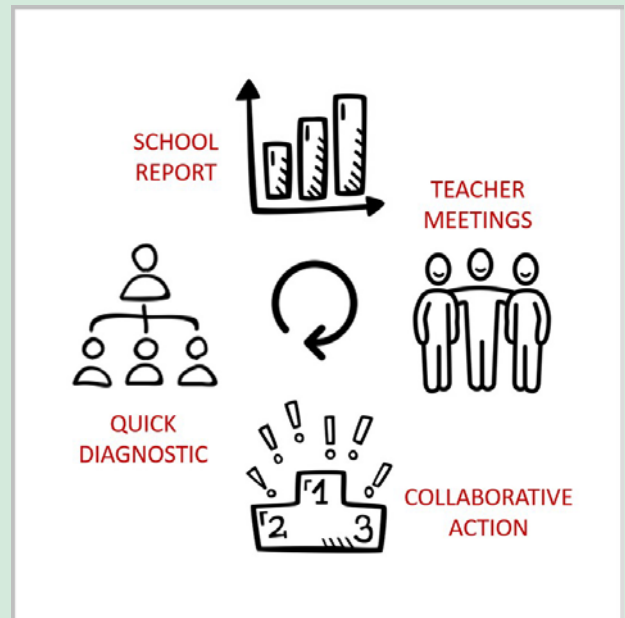 SCHOOL
REPORT
TEACHER
MEETINGS
QUICK
DIAGNOSTIC
1
2 3
COLLABORATIVE
ACTION